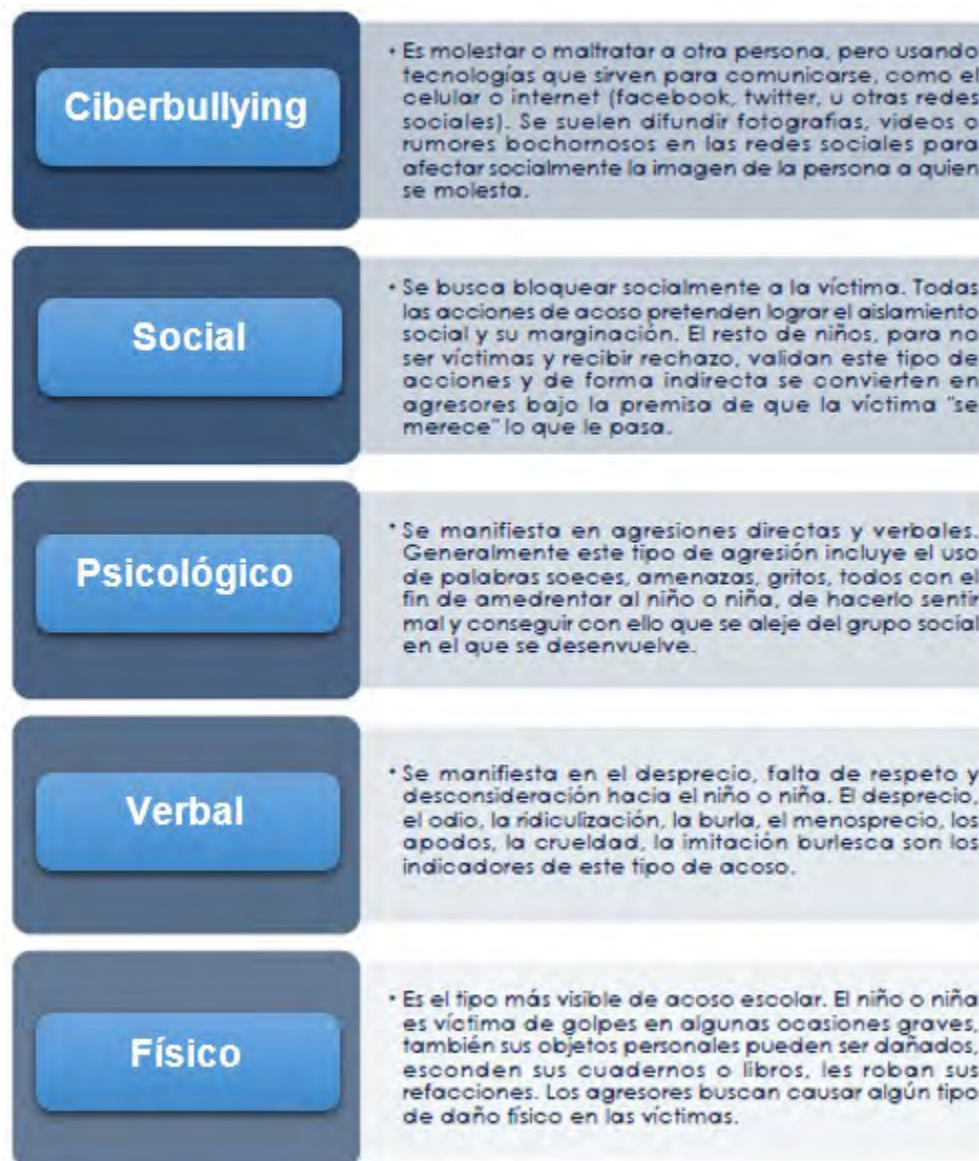 Ciberbullying
• Es molestar o maltratar a otra persona, pero usando
tecnologías que sirven para comunicarse, como el
celular o internet (facebook, twitter, u otras redes
sociales). Se suelen difundir fotografías, videos o
rumores bochornosos en las redes sociales para
afectar socialmente la imagen de la persona a quien
se molesta.
Social
• Se busca bloquear socialmente a la víctima. Todas
las acciones de acoso pretenden lograr el aislamiento
social y su marginación. El resto de niños, para no
ser víctimas y recibir rechazo, validan este tipo de
acciones y de forma indirecta se convierten en
agresores bajo la premisa de que la víctima "se
merece" lo que le pasa.
Psicológico
• Se manifiesta en agresiones directas y verbales.
Generalmente este tipo de agresión incluye el uso
de palabras soeces, amenazas, gritos, todos con el
fin de amedrentar al niño o niña, de hacerlo sentir
mal y conseguir con ello que se aleje del grupo social
en el que se desenvuelve.
Verbal
• Se manifiesta en el desprecio, falta de respeto y
desconsideración hacia el niño o niña. El desprecio,
el odio, la ridiculización, la burla, el menosprecio, los
apodos, la crueldad, la imitación burlesca son los
indicadores de este tipo de acoso.
Físico
• Es el tipo más visible de acoso escolar. El niño o niña
es víctima de golpes en algunas ocasiones graves,
también sus objetos personales pueden ser dañados,
esconden sus cuadernos o libros, les roban sus
refacciones. Los agresores buscan causar algún tipo
de daño físico en las víctimas.